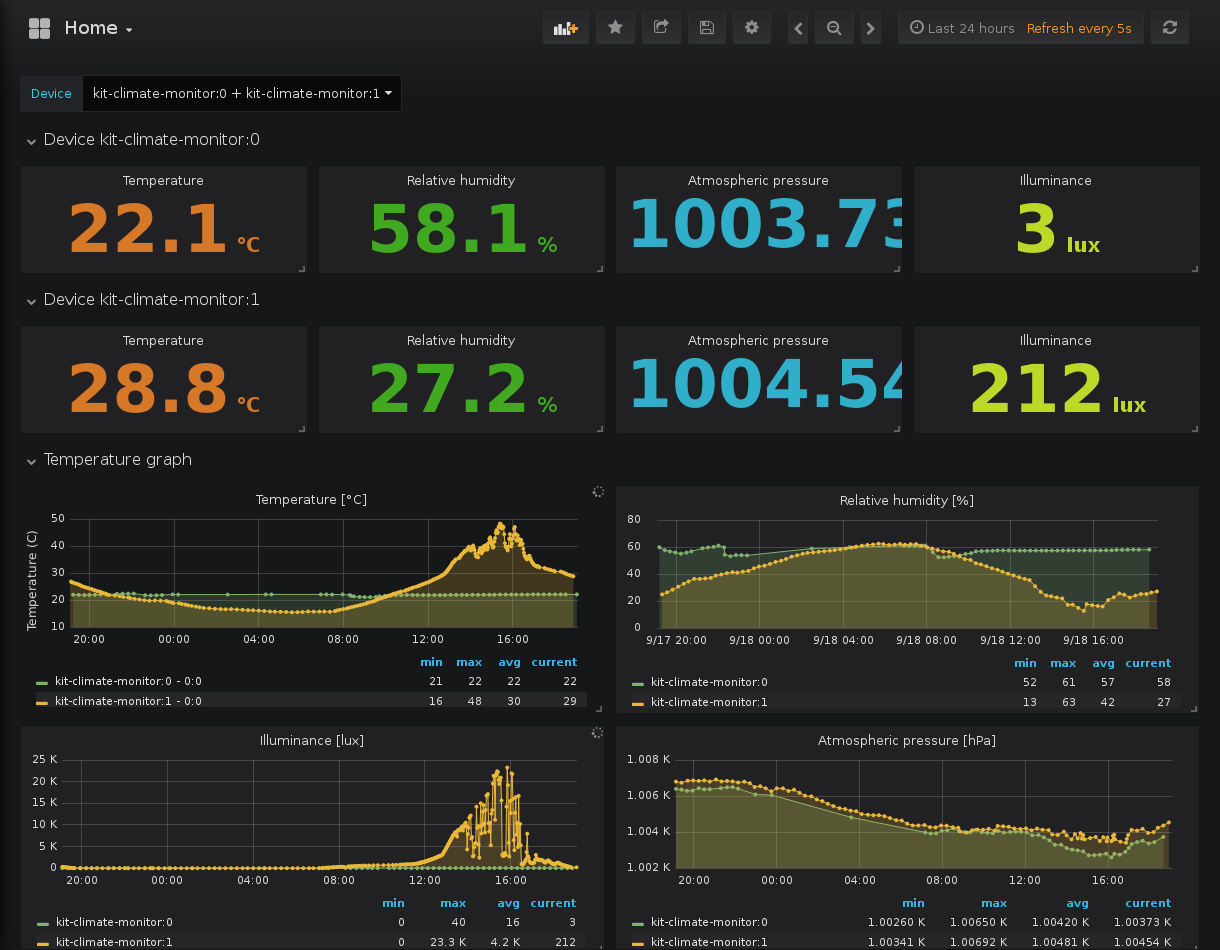 Home
Last 24 hours Refresh every 5s
Device kit-climate-monitor:0 + kit-climate-monitor:1
Device kit-climate-monitor:0
Temperature Relative humidity Atmospheric pressure Illuminance
22.1 °C 58.1 % 1003.73 3 lux
Device kit-climate-monitor:1
Temperature Relative humidity Atmospheric pressure Illuminance
28.8 °C 27.2 % 1004.54 212 lux
Temperature graph
Temperature [°C]
Temperature (C)
50
40
30
20
10
20:00 00:00 04:00 08:00 12:00 16:00
min max avg current
kit-climate-monitor:0 - 0:0 21 22 22 22
kit-climate-monitor:1 - 0:0 16 48 30 29
Relative humidity [%]
80
60
40
20
0
9/17 20:00 9/18 00:00 9/18 04:00 9/18 08:00 9/18 12:00 9/18 16:00
min max avg current
kit-climate-monitor:0 52 61 57 58
kit-climate-monitor:1 13 63 42 27
Illuminance [lux]
25 K
20 K
15 K
10 K
5 K
0
20:00 00:00 04:00 08:00 12:00 16:00
min max avg current
kit-climate-monitor:0 0 40 16 3
kit-climate-monitor:1 0 23.3 K 4.2 K 212
Atmospheric pressure [hPa]
1.008 K
1.006 K
1.004 K
1.002 K
20:00 00:00 04:00 08:00 12:00 16:00
min max avg current
kit-climate-monitor:0 1.00260 K 1.00650 K 1.00420 K 1.00373 K
kit-climate-monitor:1 1.00341 K 1.00692 K 1.00481 K 1.00454 K